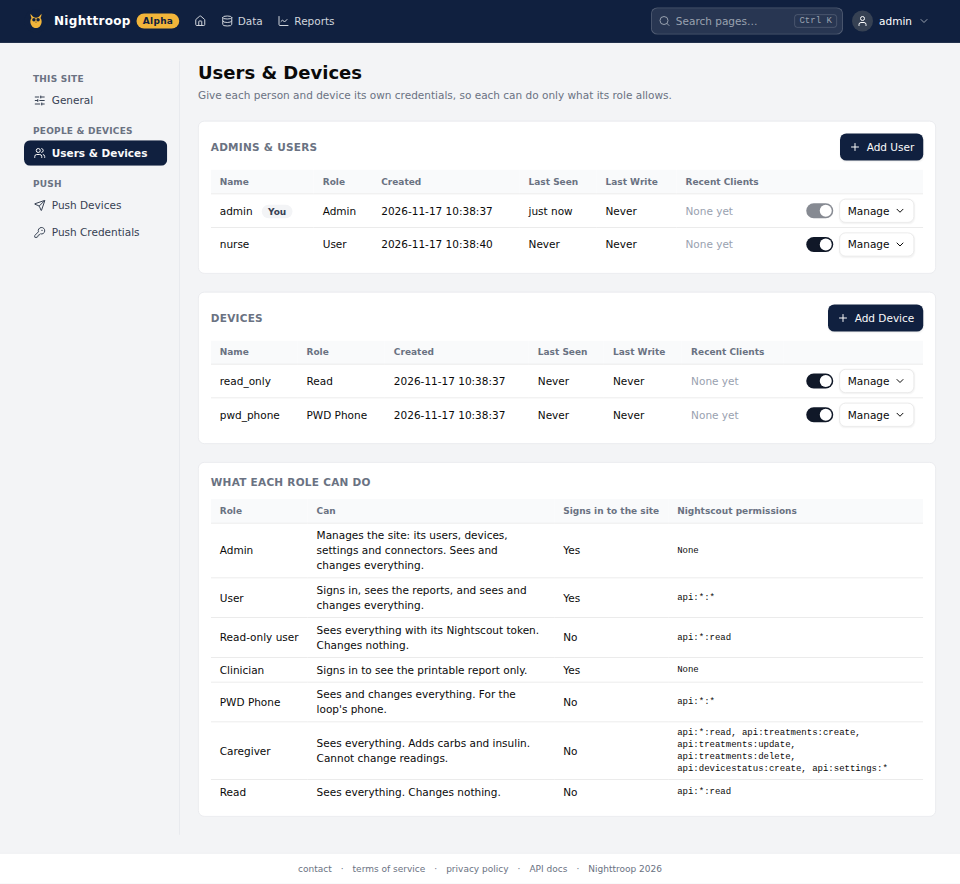 Nighttroop Alpha Data Reports Search pages... Ctrl K admin
THIS SITE
General
PEOPLE & DEVICES
Users & Devices
PUSH
Push Devices
Push Credentials
Users & Devices
Give each person and device its own credentials, so each can do only what its role allows.
ADMINS & USERS Add User
Name Role Created Last Seen Last Write Recent Clients
admin You Admin 2026-11-17 10:38:37 just now Never None yet Manage
nurse User 2026-11-17 10:38:40 Never Never None yet Manage
DEVICES Add Device
Name Role Created Last Seen Last Write Recent Clients
read_only Read 2026-11-17 10:38:37 Never Never None yet Manage
pwd_phone PWD Phone 2026-11-17 10:38:37 Never Never None yet Manage
WHAT EACH ROLE CAN DO
Role Can Signs in to the site Nightscout permissions
Admin
Manages the site: its users, devices,
settings and connectors. Sees and
changes everything.
Yes
None
User
Signs in, sees the reports, and sees and
changes everything.
Yes
api:*:*
Read-only user
Sees everything with its Nightscout token.
Changes nothing.
No
api:*:read
Clinician Signs in to see the printable report only. Yes None
PWD Phone
Sees and changes everything. For the
loop's phone.
No
api:*:*
Caregiver
Sees everything. Adds carbs and insulin.
Cannot change readings.
No
api:*:read, api:treatments:create,
api:treatments:update,
api:treatments:delete,
api:devicestatus:create, api:settings:*
Read Sees everything. Changes nothing. No api:*:read
contact · terms of service · privacy policy · API docs · Nighttroop 2026